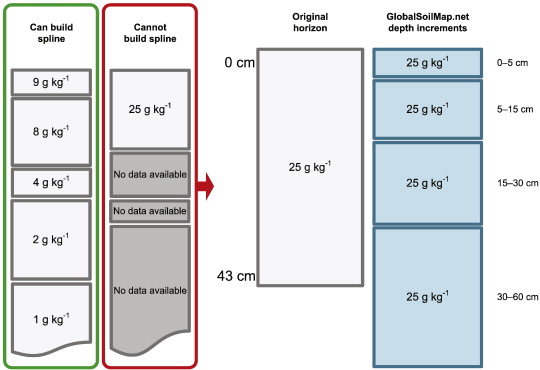 Can build
spline
9 g kg⁻¹
8 g kg⁻¹
4 g kg⁻¹
2 g kg⁻¹
1 g kg⁻¹
Cannot
build spline
25 g kg⁻¹
No data available
No data available
No data available
Original
horizon
0 cm
25 g kg⁻¹
43 cm
GlobalSoilMap.net
depth increments
25 g kg⁻¹
0–5 cm
25 g kg⁻¹
5–15 cm
25 g kg⁻¹
15–30 cm
25 g kg⁻¹
30–60 cm